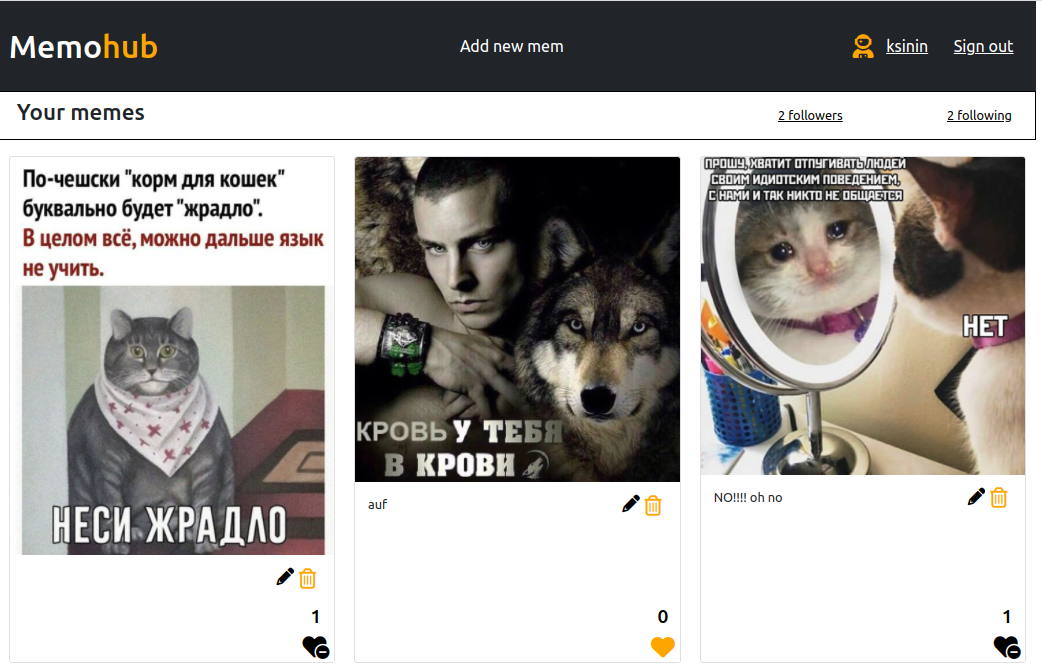 Memohub
Add new mem
ksinin
Sign out
Your memes
2 followers
2 following
По-чешски "корм для кошек"
буквально будет "жрадло".
В целом всё, можно дальше язык
не учить.
НЕСИ ЖРАДЛО
1
КРОВЬ У ТЕБЯ
В КРОВИ
auf
0
ПРОШУ, ХВАТИТ ОТПУГИВАТЬ ЛЮДЕЙ
СВОИМ ИДИОТСКИМ ПОВЕДЕНИЕМ,
С НАМИ И ТАК НИКТО НЕ ОБЩАЕТСЯ
НЕТ
NO!!!! oh no
1